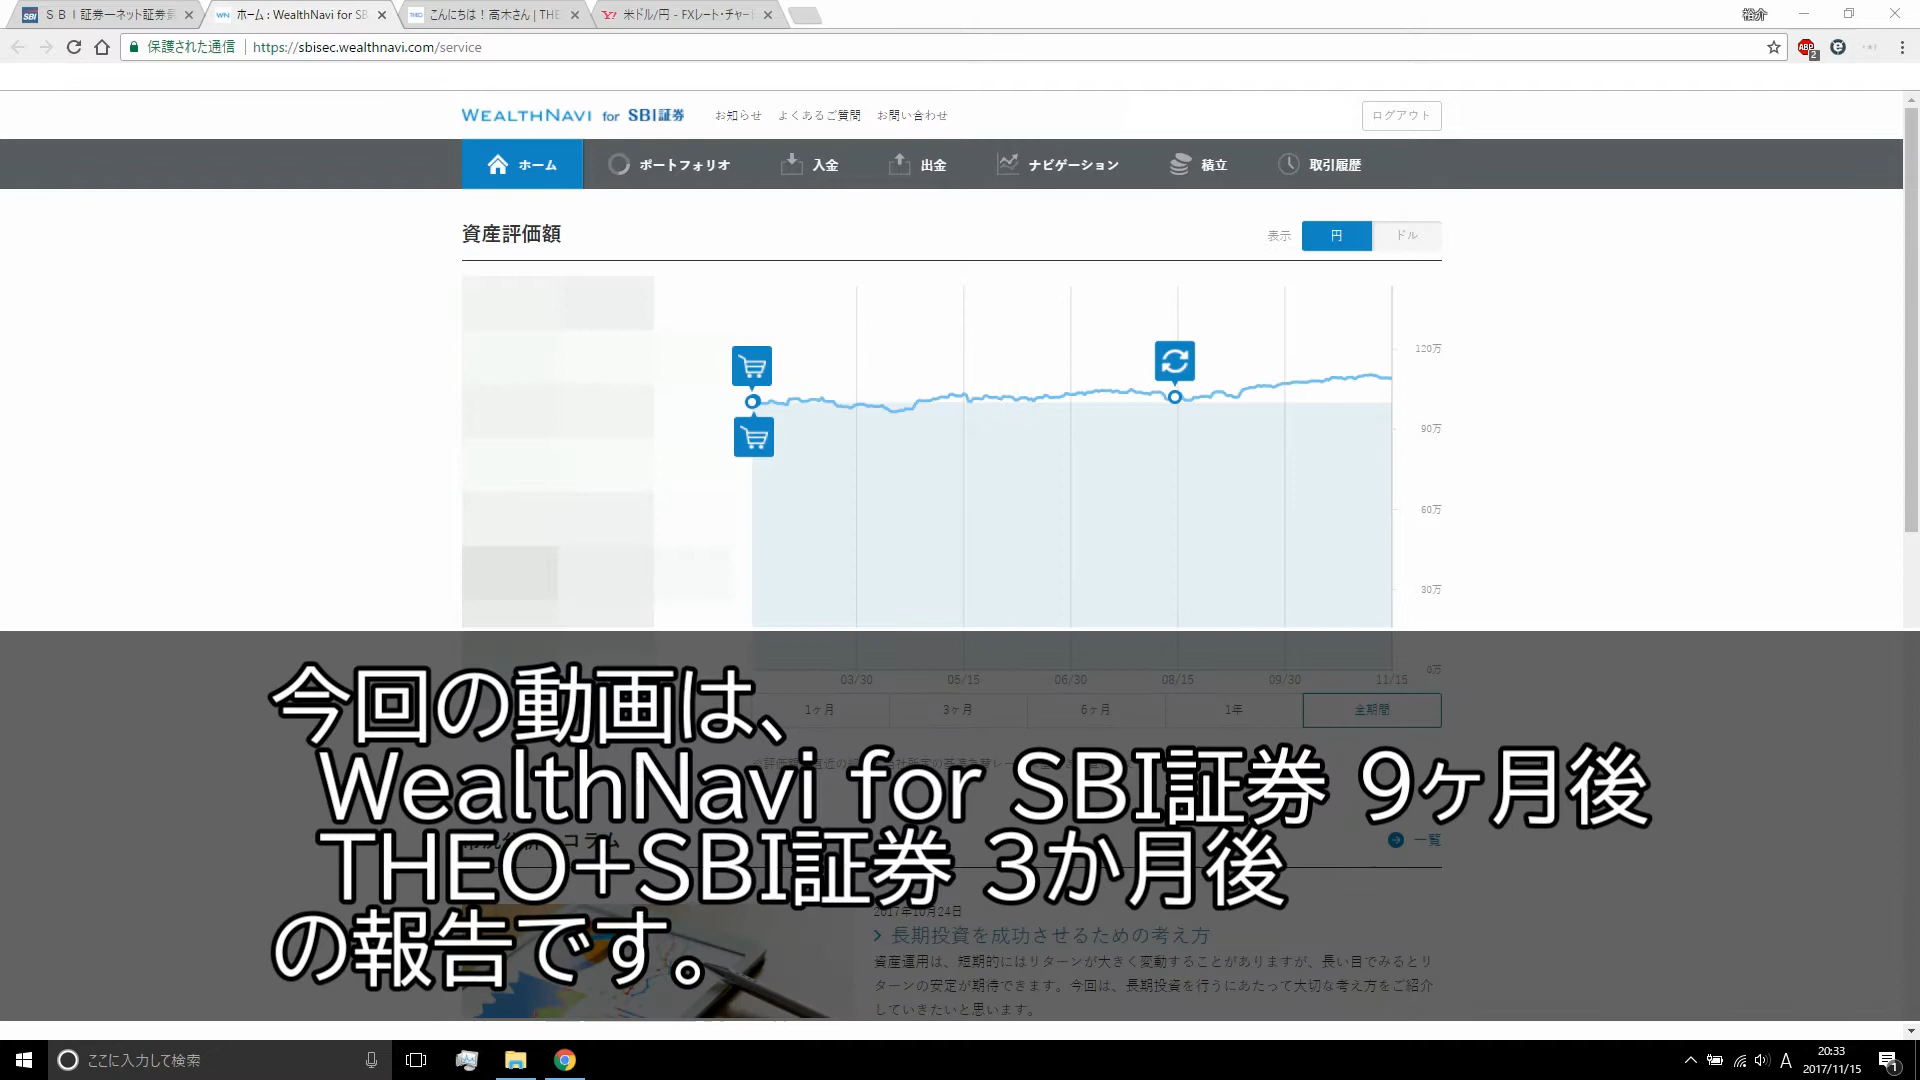 ＳＢＩ証券ーネット証券最
ホーム : WealthNavi for SB
こんにちは！高木さん | THE
米ドル/円 - FXレート・チャー
裕介
保護された通信
https://sbisec.wealthnavi.com/service
ABP
2
WEALTHNAVI for SBI証券
お知らせ
よくあるご質問
お問い合わせ
ログアウト
ホーム
ポートフォリオ
入金
出金
ナビゲーション
積立
取引履歴
資産評価額
表示
円
ドル
120万
90万
60万
30万
0万
03/30
05/15
06/30
08/15
09/30
11/15
1ヶ月
3ヶ月
6ヶ月
1年
全期間
今回の動画は、
WealthNavi for SBI証券 9ヶ月後
THEO+SBI証券 3か月後
の報告です。
コラム
一覧
2017年10月24日
長期投資を成功させるための考え方
資産運用は、短期的にはリターンが大きく変動することがありますが、長い目でみるとリ
ターンの安定が期待できます。今回は、長期投資を行うにあたって大切な考え方をご紹介
していきたいと思います。
ここに入力して検索
A
20:33
2017/11/15
1